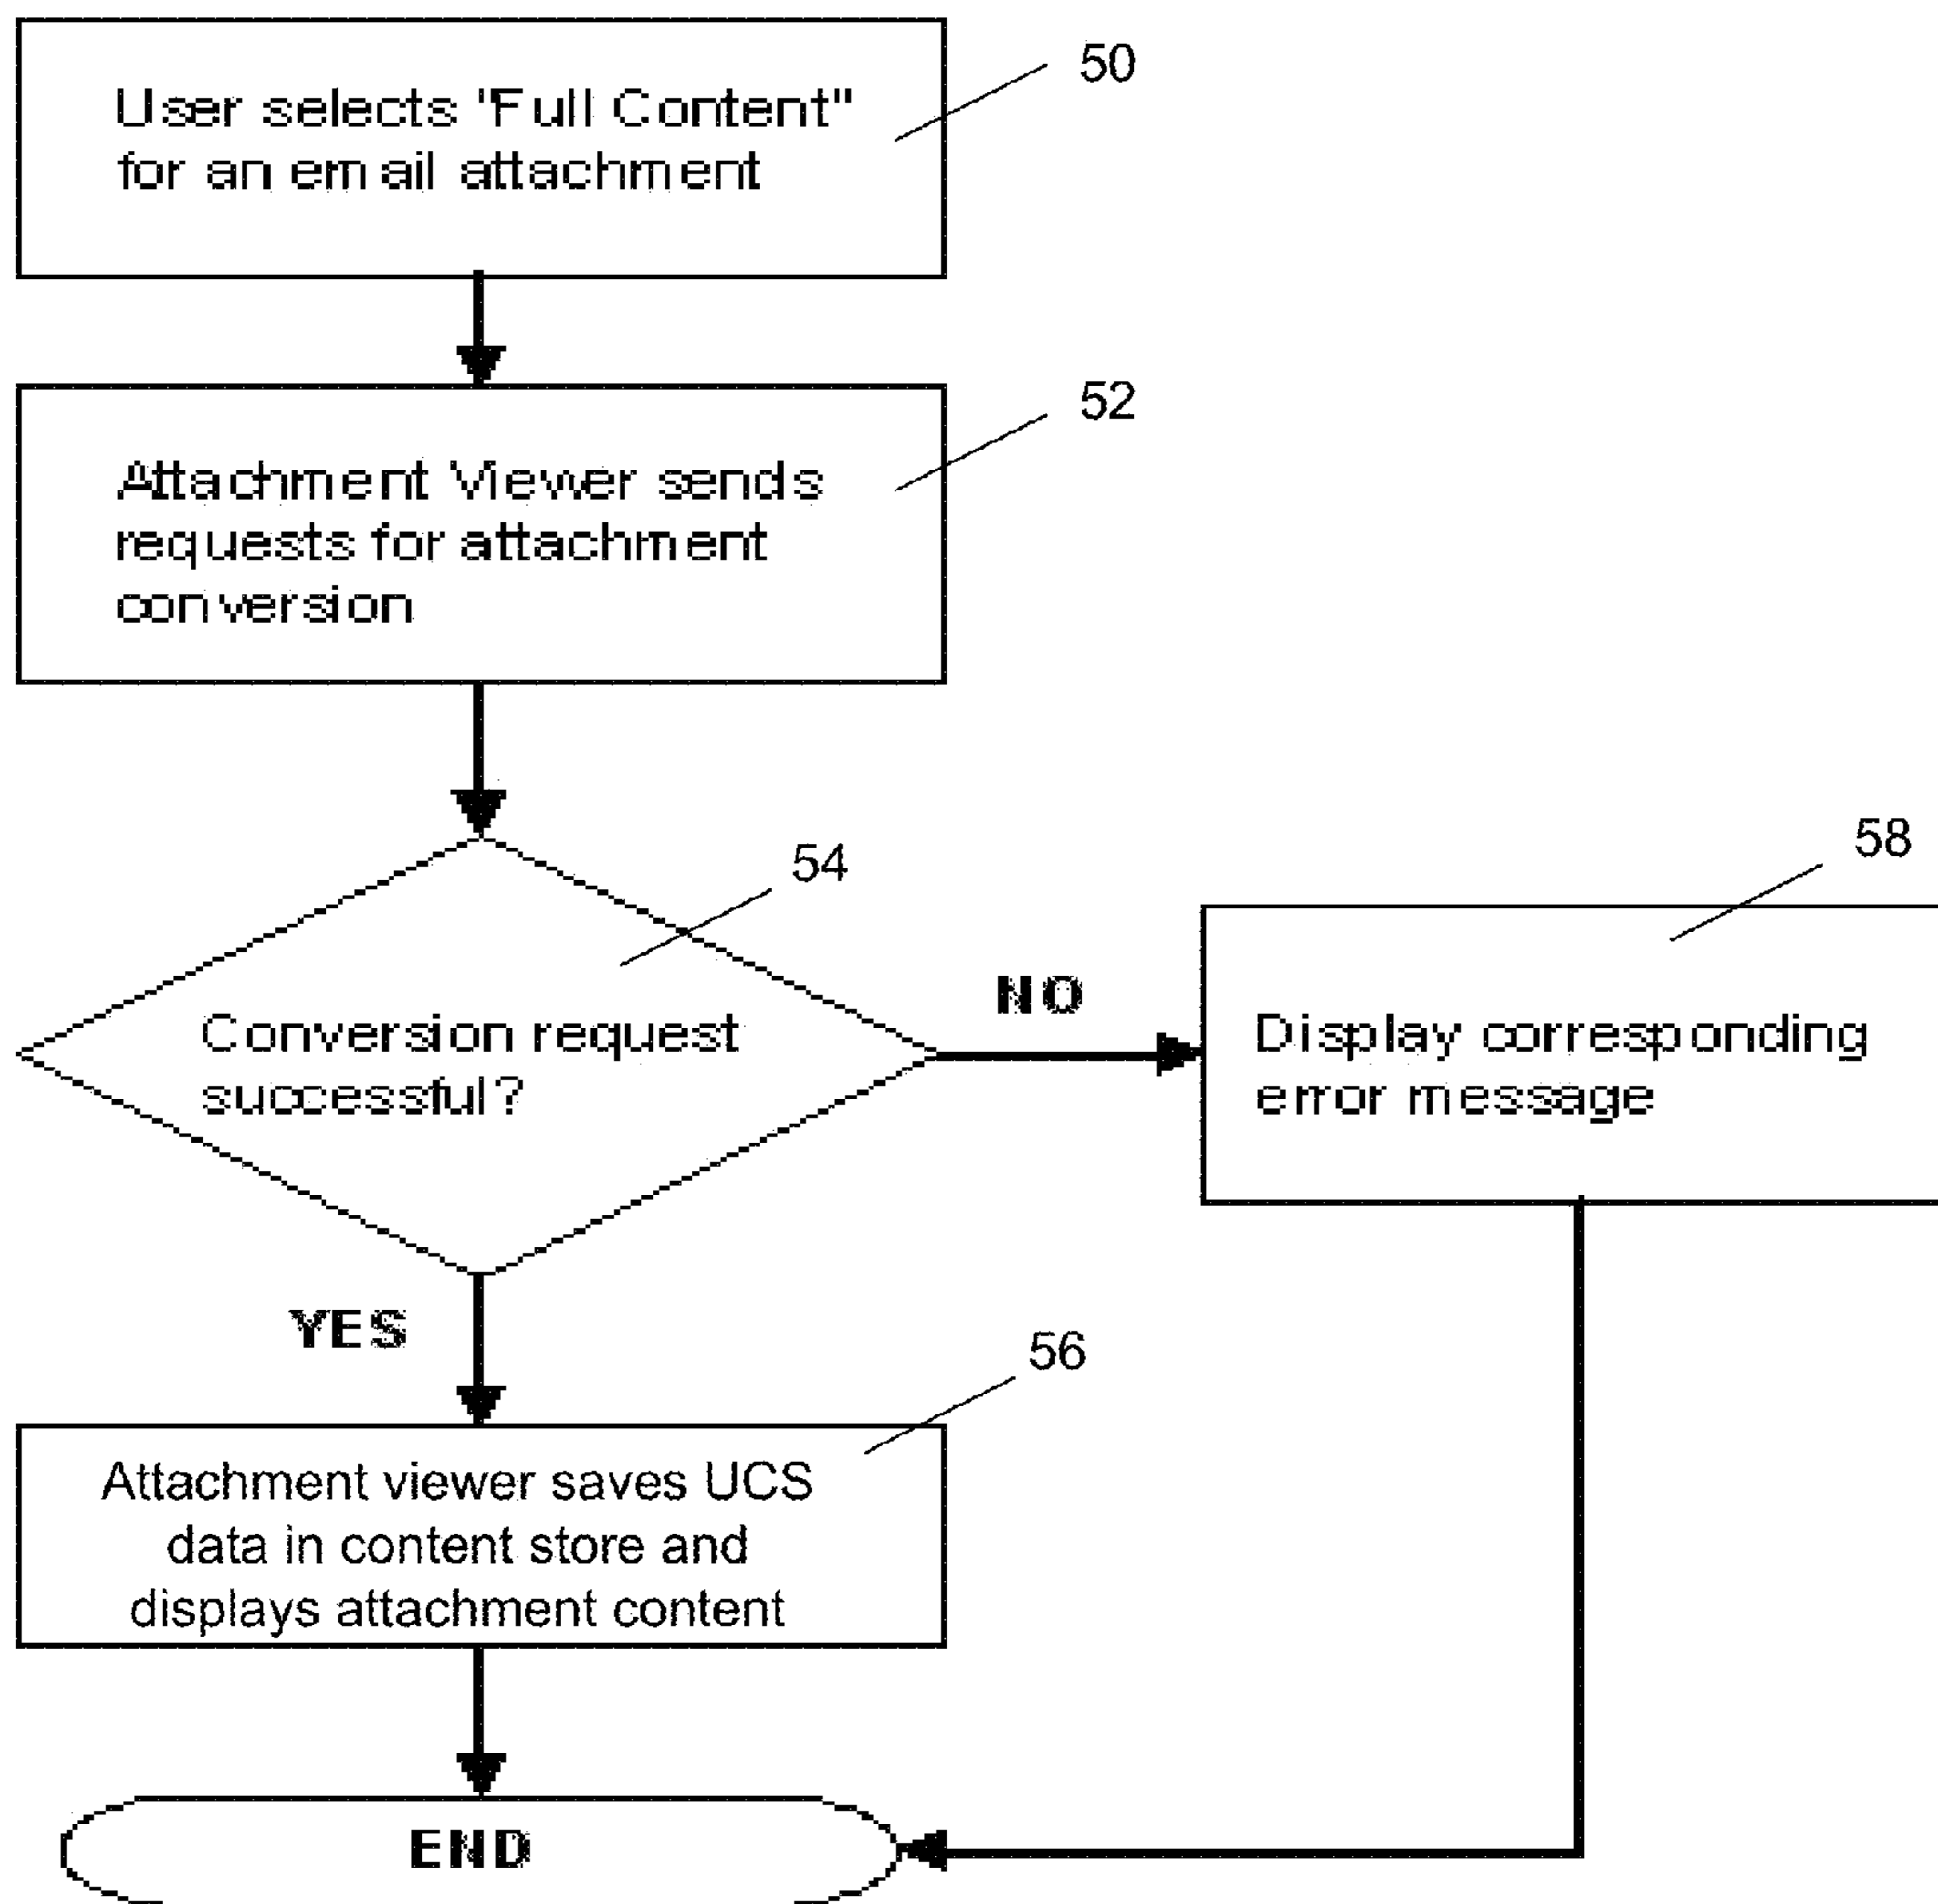 50
User selects "Full Content"
for an email attachment
52
Attachment Viewer sends
requests for attachment
conversion
54
Conversion request
successful?
NO
58
Display corresponding
error message
YES
56
Attachment viewer saves UCS
data in content store and
displays attachment content
END